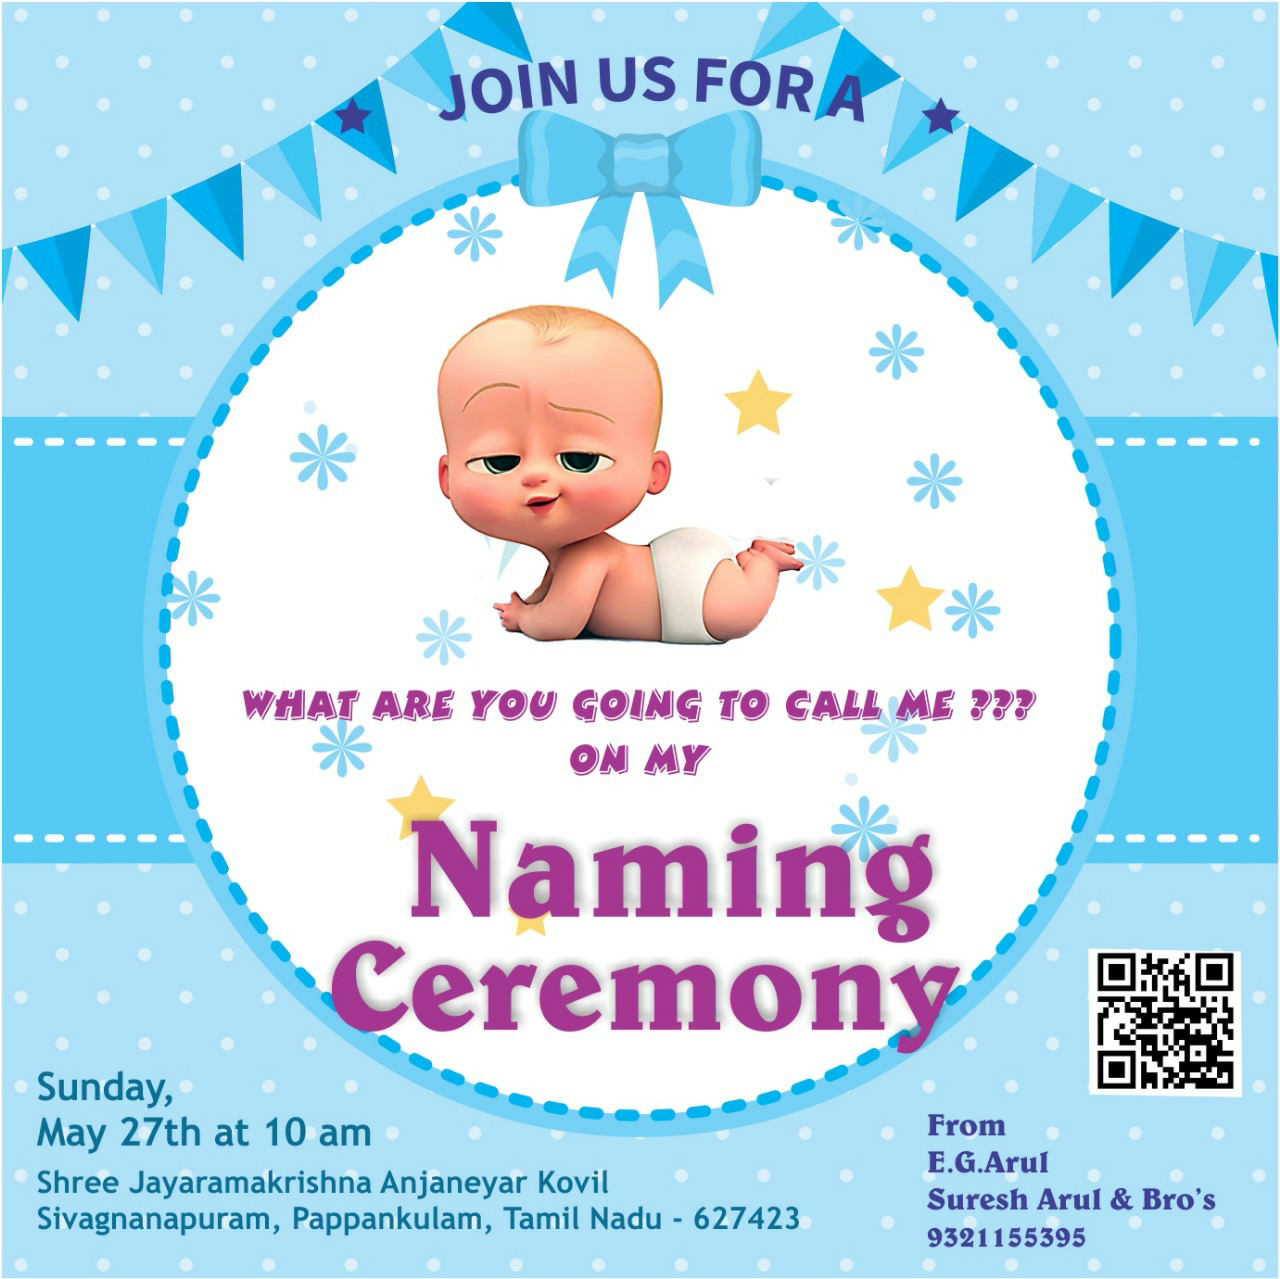 JOIN US FOR A
WHAT ARE YOU GOING TO CALL ME ???
ON MY
Naming
Ceremony
Sunday,
May 27th at 10 am
Shree Jayaramakrishna Anjaneyar Kovil
Sivagnanapuram, Pappankulam, Tamil Nadu - 627423
From
E.G.Arul
Suresh Arul & Bro's
9321155395